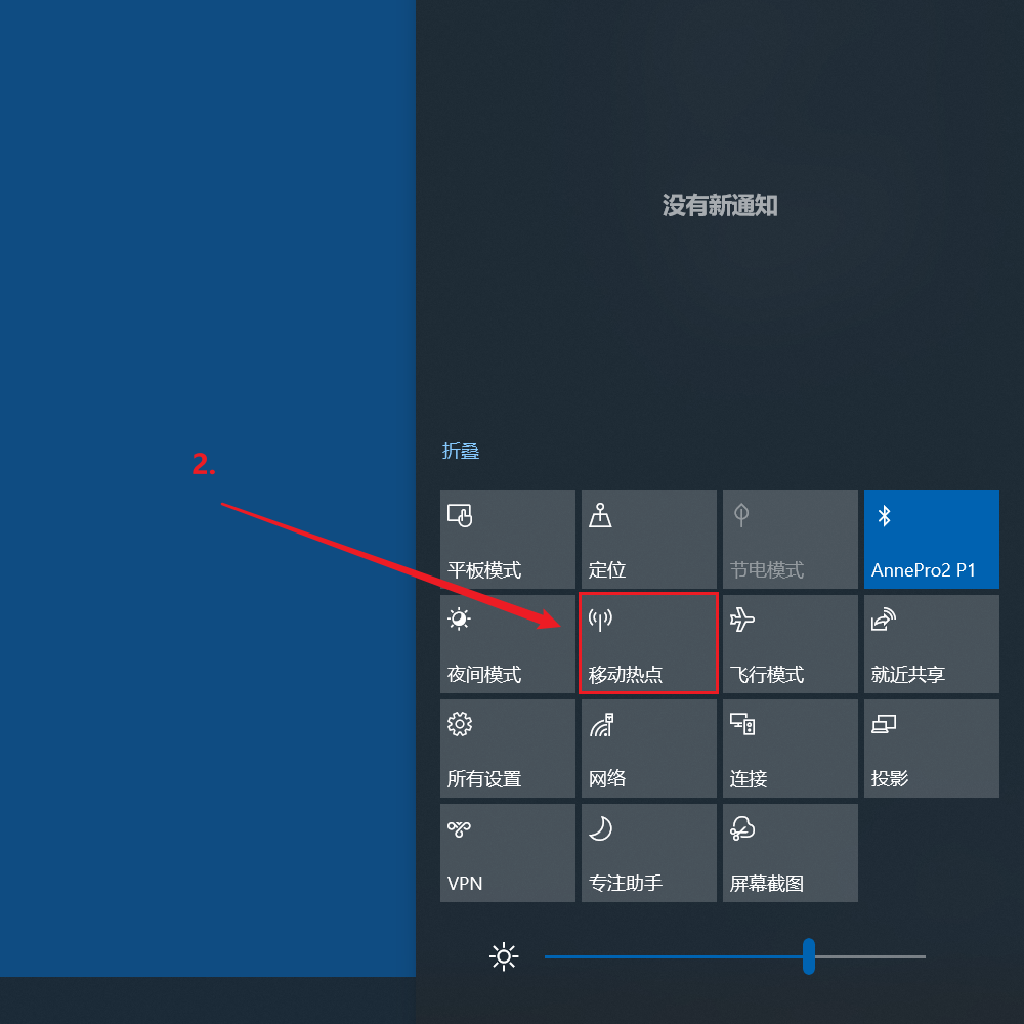 没有新通知
折叠
2.
平板模式
定位
节电模式
AnnePro2 P1
夜间模式
移动热点
飞行模式
就近共享
所有设置
网络
连接
投影
VPN
专注助手
屏幕截图